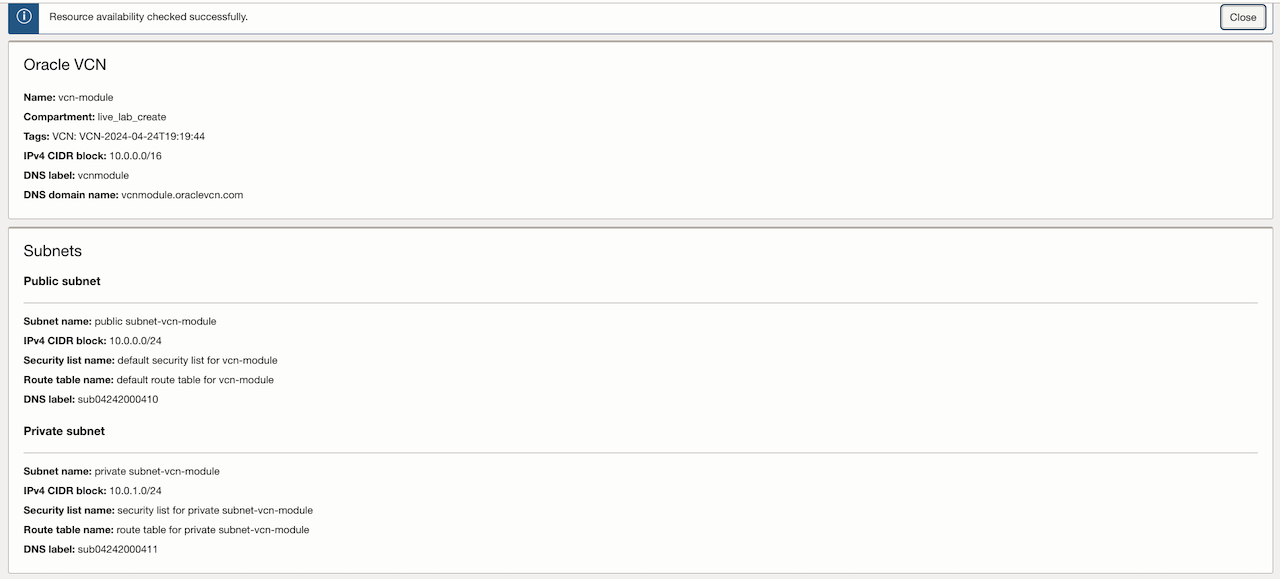 Resource availability checked successfully.
Close
Oracle VCN
Name: vcn-module
Compartment: live_lab_create
Tags: VCN: VCN-2024-04-24T19:19:44
IPv4 CIDR block: 10.0.0.0/16
DNS label: vcnmodule
DNS domain name: vcnmodule.oraclevcn.com
Subnets
Public subnet
Subnet name: public subnet-vcn-module
IPv4 CIDR block: 10.0.0.0/24
Security list name: default security list for vcn-module
Route table name: default route table for vcn-module
DNS label: sub04242000410
Private subnet
Subnet name: private subnet-vcn-module
IPv4 CIDR block: 10.0.1.0/24
Security list name: security list for private subnet-vcn-module
Route table name: route table for private subnet-vcn-module
DNS label: sub04242000411